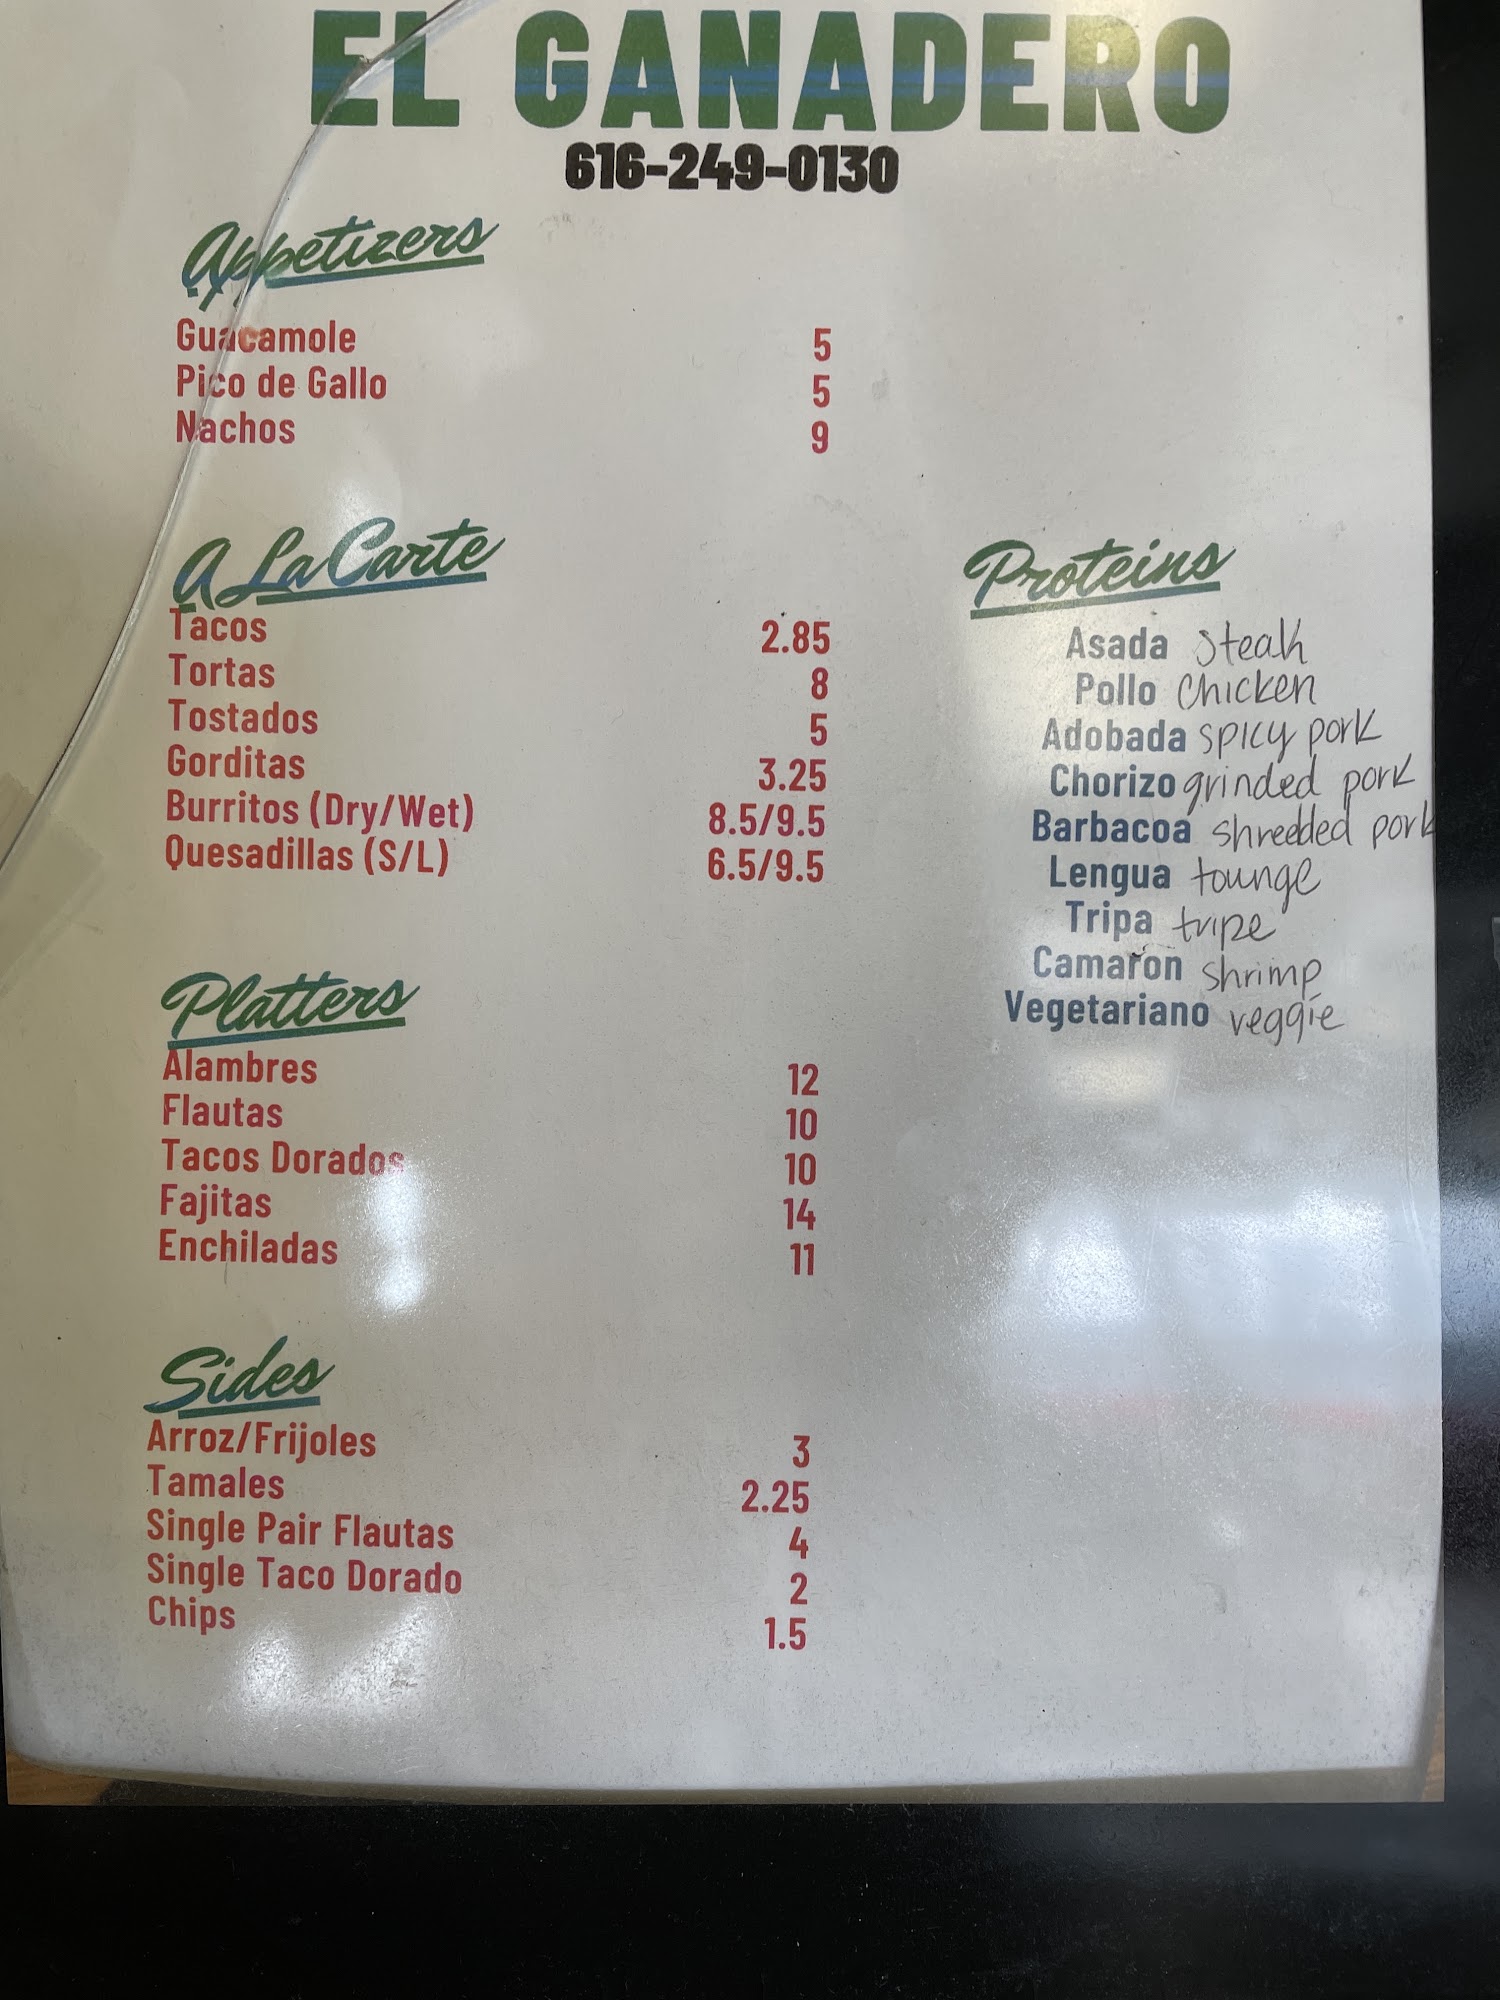 EL GANADERO
616-249-0130
Appetizers
Guacamole 5
Pico de Gallo 5
Nachos 9
A La Carte
Tacos 2.85
Tortas 8
Tostados 5
Gorditas 3.25
Burritos (Dry/Wet) 8.5/9.5
Quesadillas (S/L) 6.5/9.5
Proteins
Asada steak
Pollo Chicken
Adobada spicy pork
Chorizo grinded pork
Barbacoa shredded pork
Lengua tounge
Tripa tripe
Camaron shrimp
Vegetariano veggie
Platters
Alambres 12
Flautas 10
Tacos Dorados 10
Fajitas 14
Enchiladas 11
Sides
Arroz/Frijoles 3
Tamales 2.25
Single Pair Flautas 4
Single Taco Dorado 2
Chips 1.5